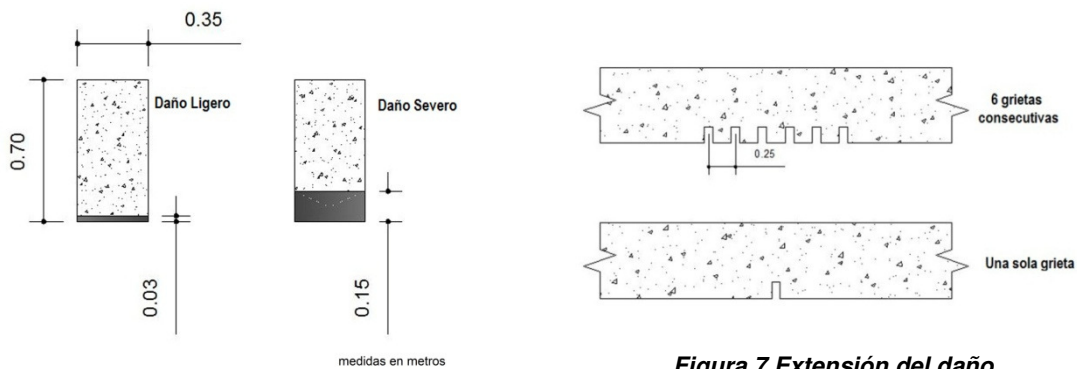 0.35
0.70
Daño Ligero
0.03
Daño Severo
0.15
medidas en metros
6 grietas
consecutivas
0.25
Una sola grieta
Figura 7 Extensión del daño